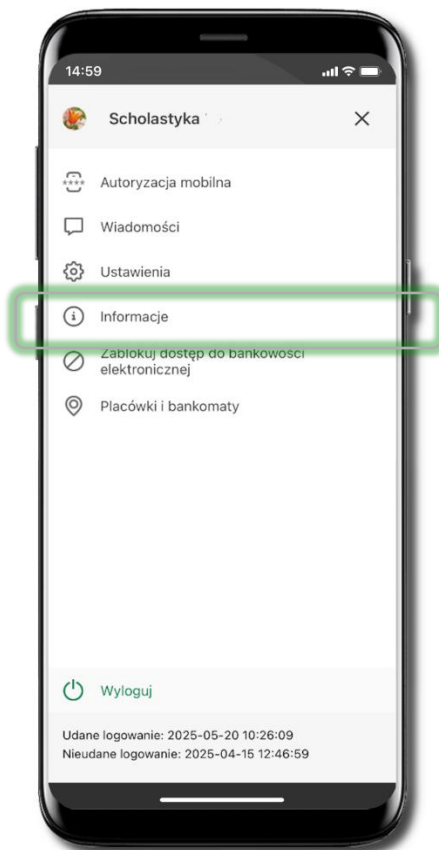 14:59
Scholastyka
Autoryzacja mobilna
Wiadomości
Ustawienia
Informacje
Zablokuj dostęp do bankowości
elektronicznej
Placówki i bankomaty
Wyloguj
Udane logowanie: 2025-05-20 10:26:09
Nieudane logowanie: 2025-04-15 12:46:59